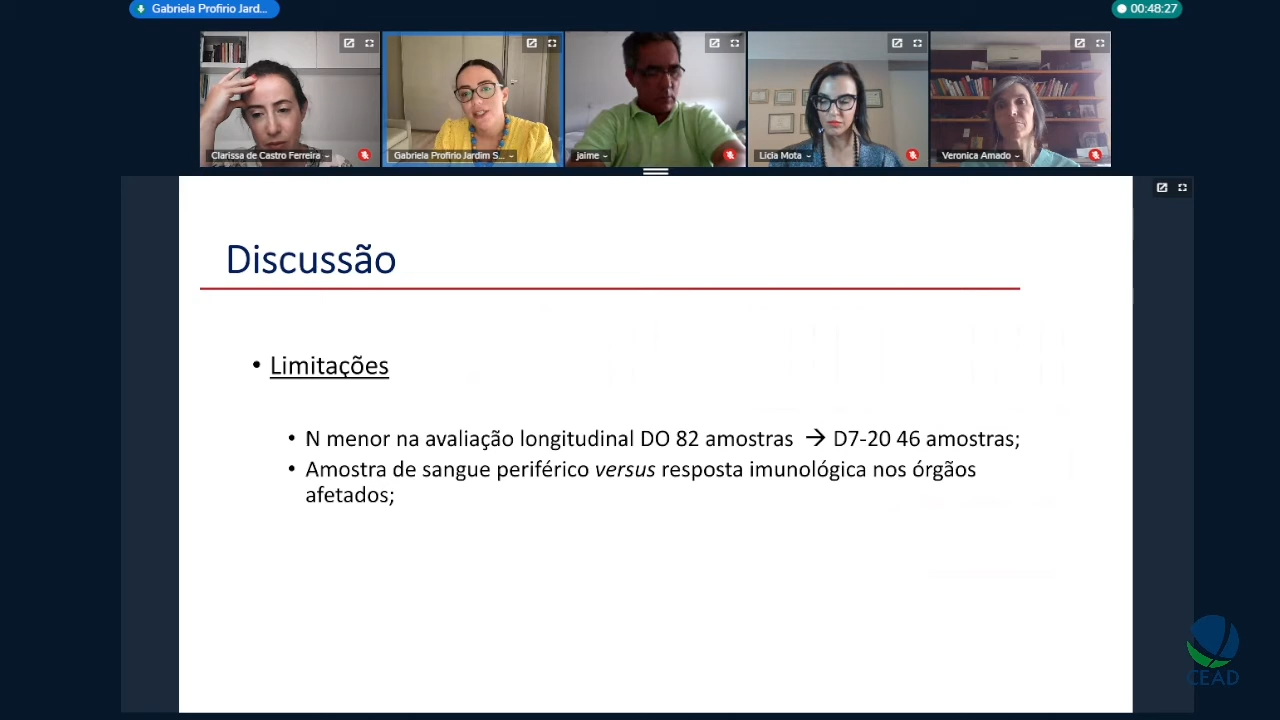 Gabriela Profirio Jard...
00:48:27
Clarissa de Castro Ferreira
Gabriela Profirio Jardim S...
jaime
Licia Mota
Veronica Amado
Discussão
• Limitações
• N menor na avaliação longitudinal DO 82 amostras → D7-20 46 amostras;
• Amostra de sangue periférico versus resposta imunológica nos órgãos
afetados;
CEAD